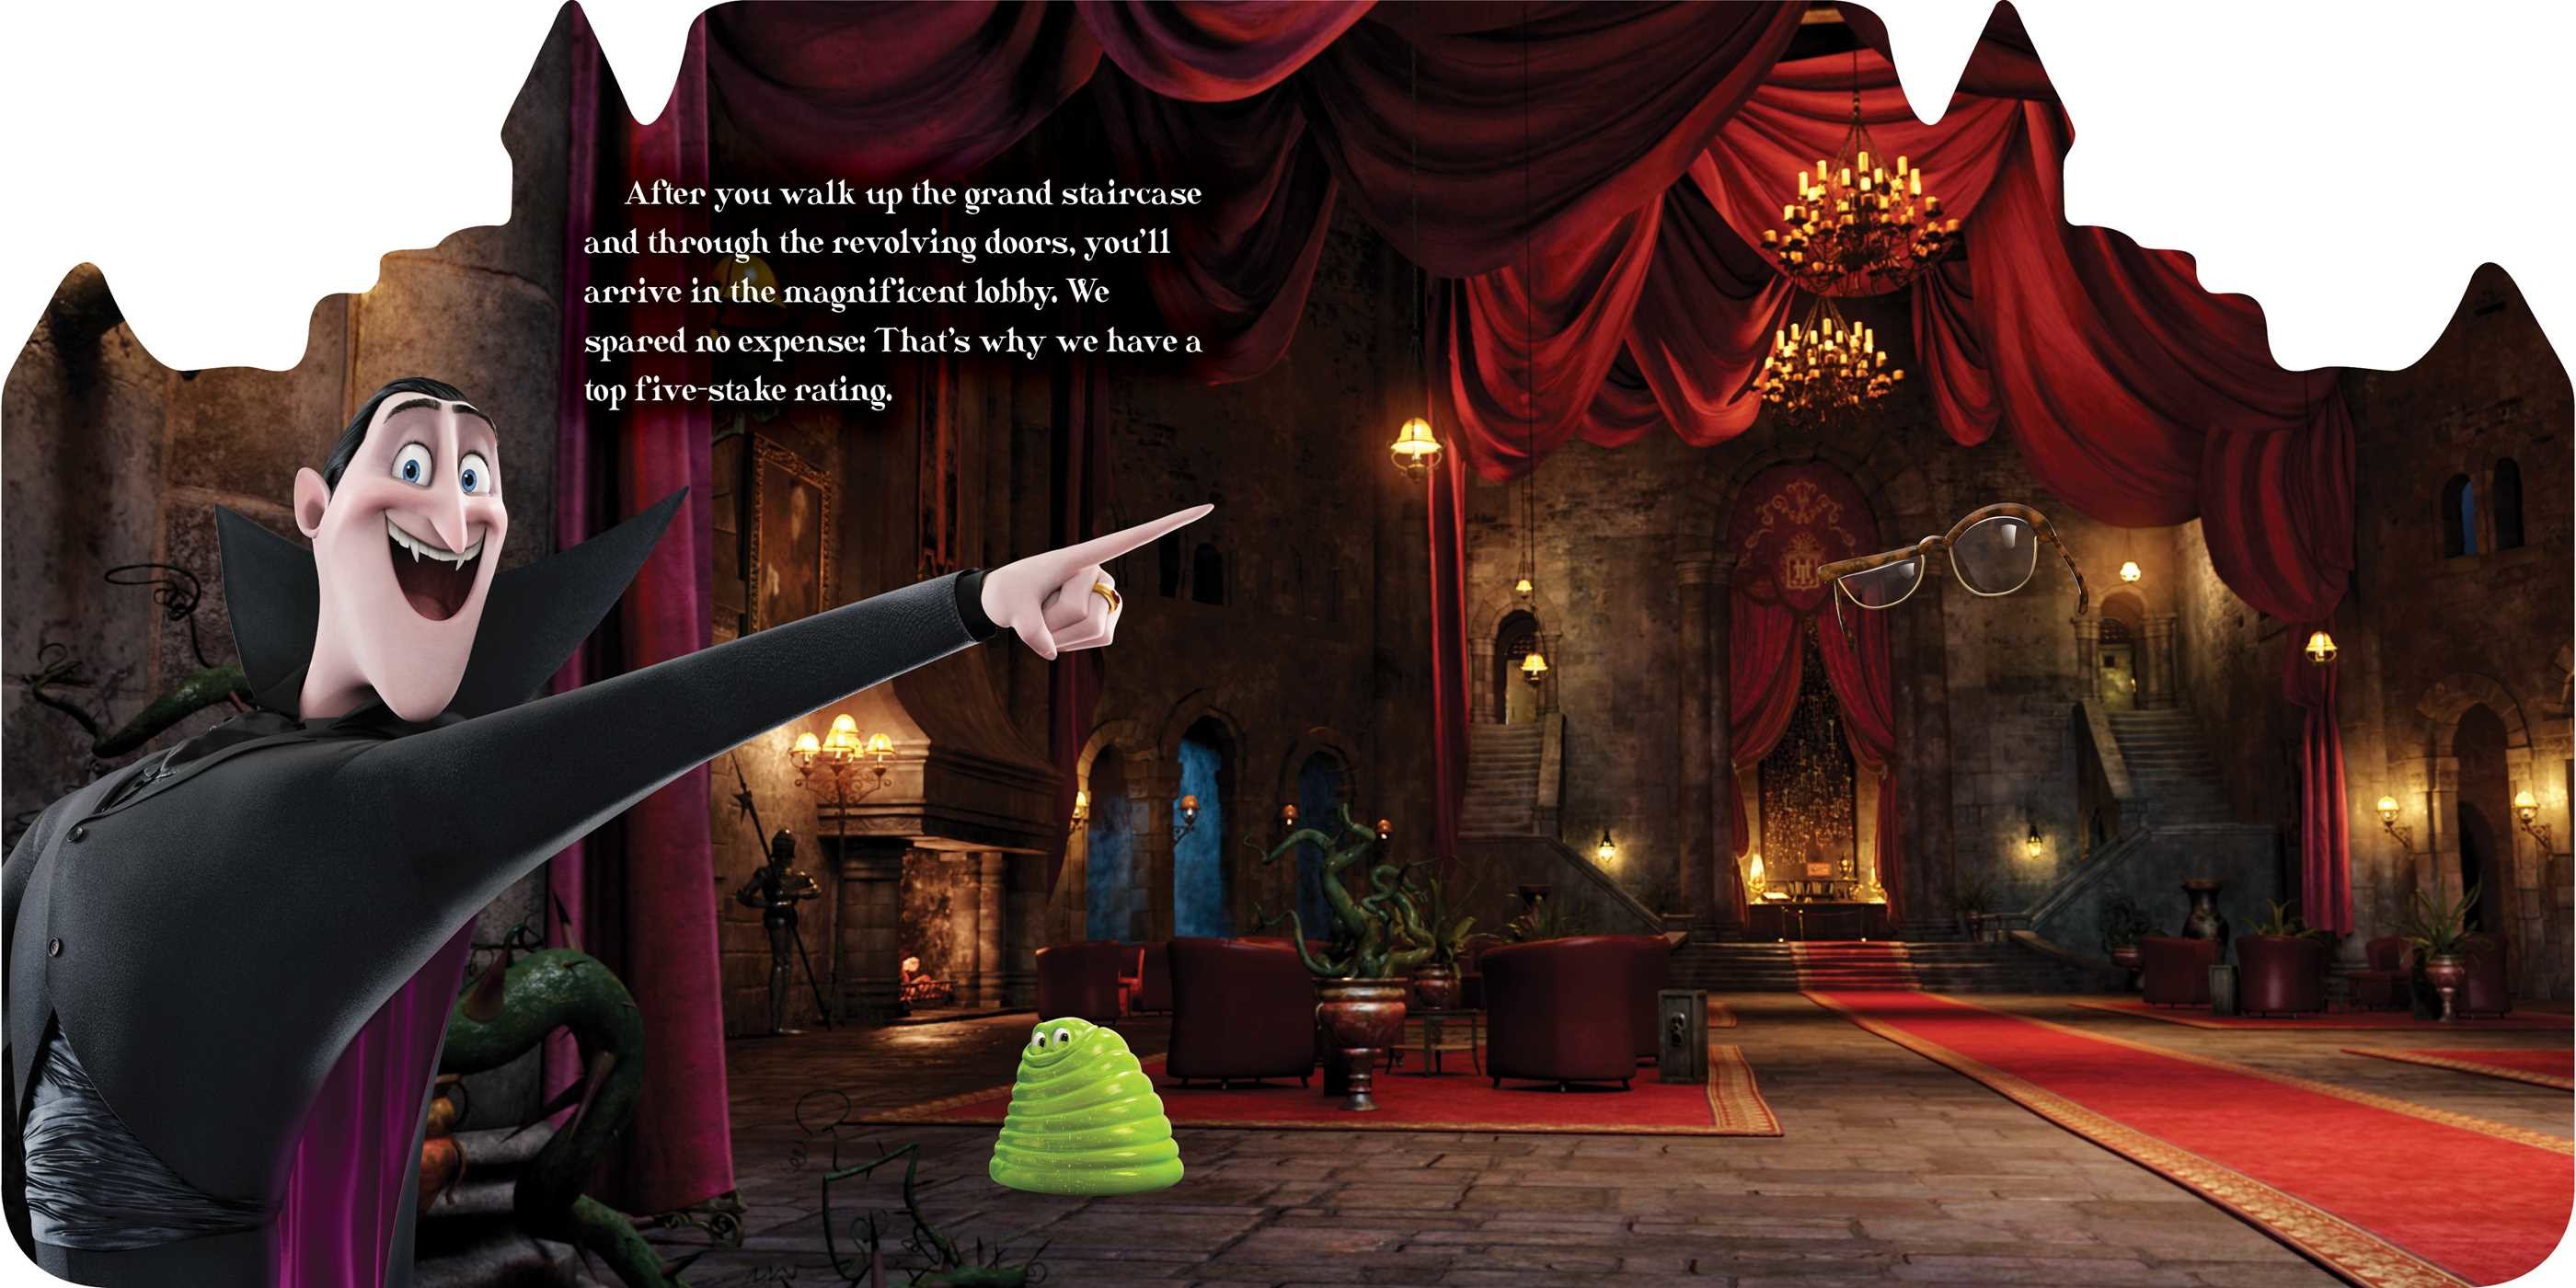 After you walk up the grand staircase
and through the revolving doors, you'll
arrive in the magnificent lobby. We
spared no expense: That's why we have a
top five-stake rating.